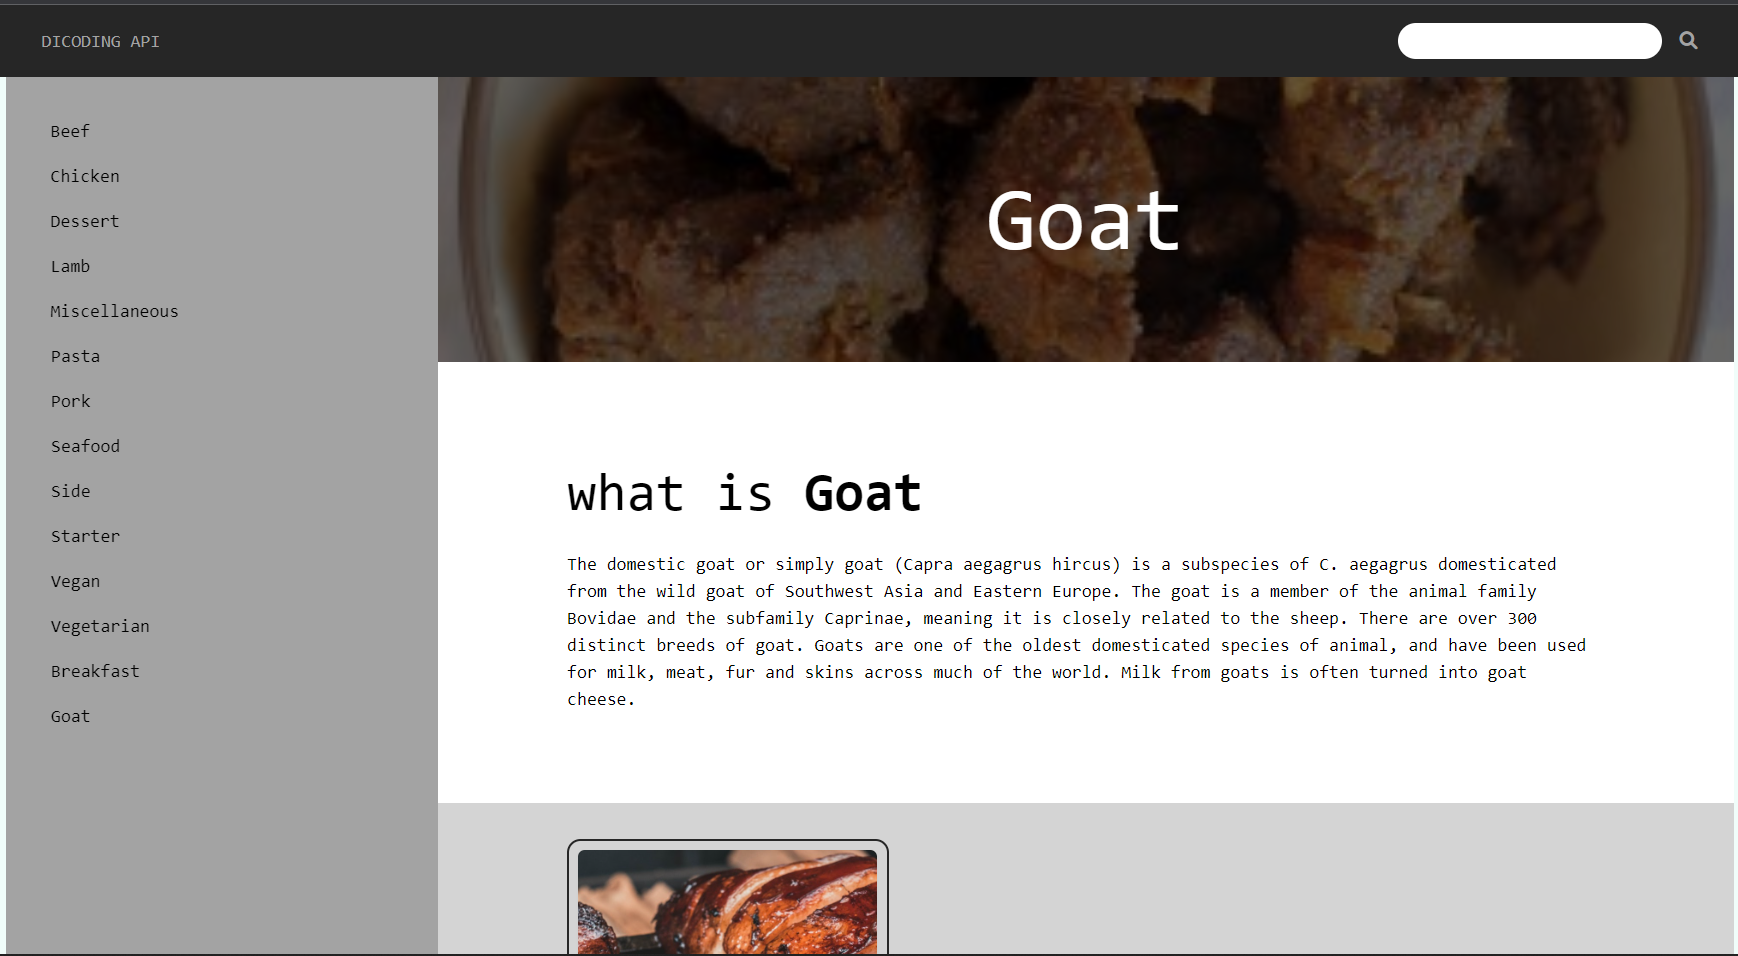 DICODING API
Beef
Chicken
Dessert
Lamb
Miscellaneous
Pasta
Pork
Seafood
Side
Starter
Vegan
Vegetarian
Breakfast
Goat
Goat
what is Goat
The domestic goat or simply goat (Capra aegagrus hircus) is a subspecies of C. aegagrus domesticated
from the wild goat of Southwest Asia and Eastern Europe. The goat is a member of the animal family
Bovidae and the subfamily Caprinae, meaning it is closely related to the sheep. There are over 300
distinct breeds of goat. Goats are one of the oldest domesticated species of animal, and have been used
for milk, meat, fur and skins across much of the world. Milk from goats is often turned into goat
cheese.